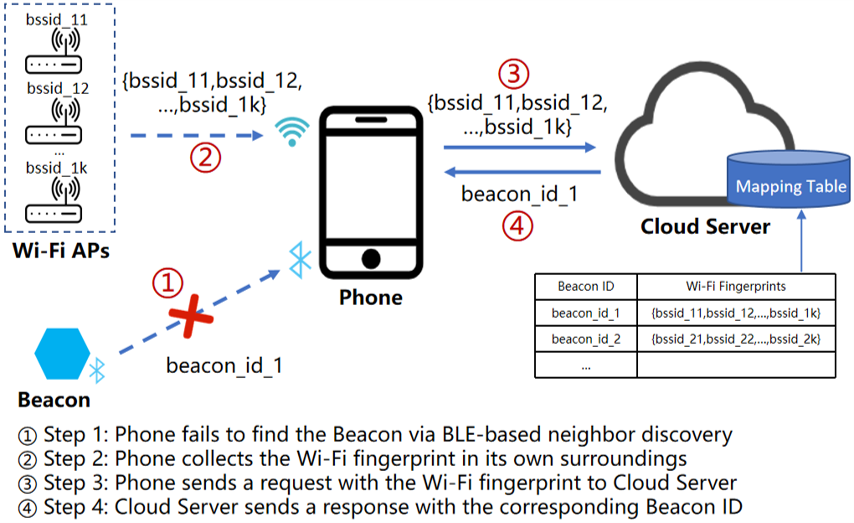 bssid_11
bssid_12
...
bssid_1k
Wi-Fi APs
{bssid_11,bssid_12,
...,bssid_1k}
②
③
{bssid_11,bssid_12,
...,bssid_1k}
beacon_id_1
④
Mapping Table
Cloud Server
①
Phone
beacon_id_1
Beacon
Beacon ID Wi-Fi Fingerprints
beacon_id_1 {bssid_11,bssid_12,...,bssid_1k}
beacon_id_2 {bssid_21,bssid_22,...,bssid_2k}
...
① Step 1: Phone fails to find the Beacon via BLE-based neighbor discovery
② Step 2: Phone collects the Wi-Fi fingerprint in its own surroundings
③ Step 3: Phone sends a request with the Wi-Fi fingerprint to Cloud Server
④ Step 4: Cloud Server sends a response with the corresponding Beacon ID